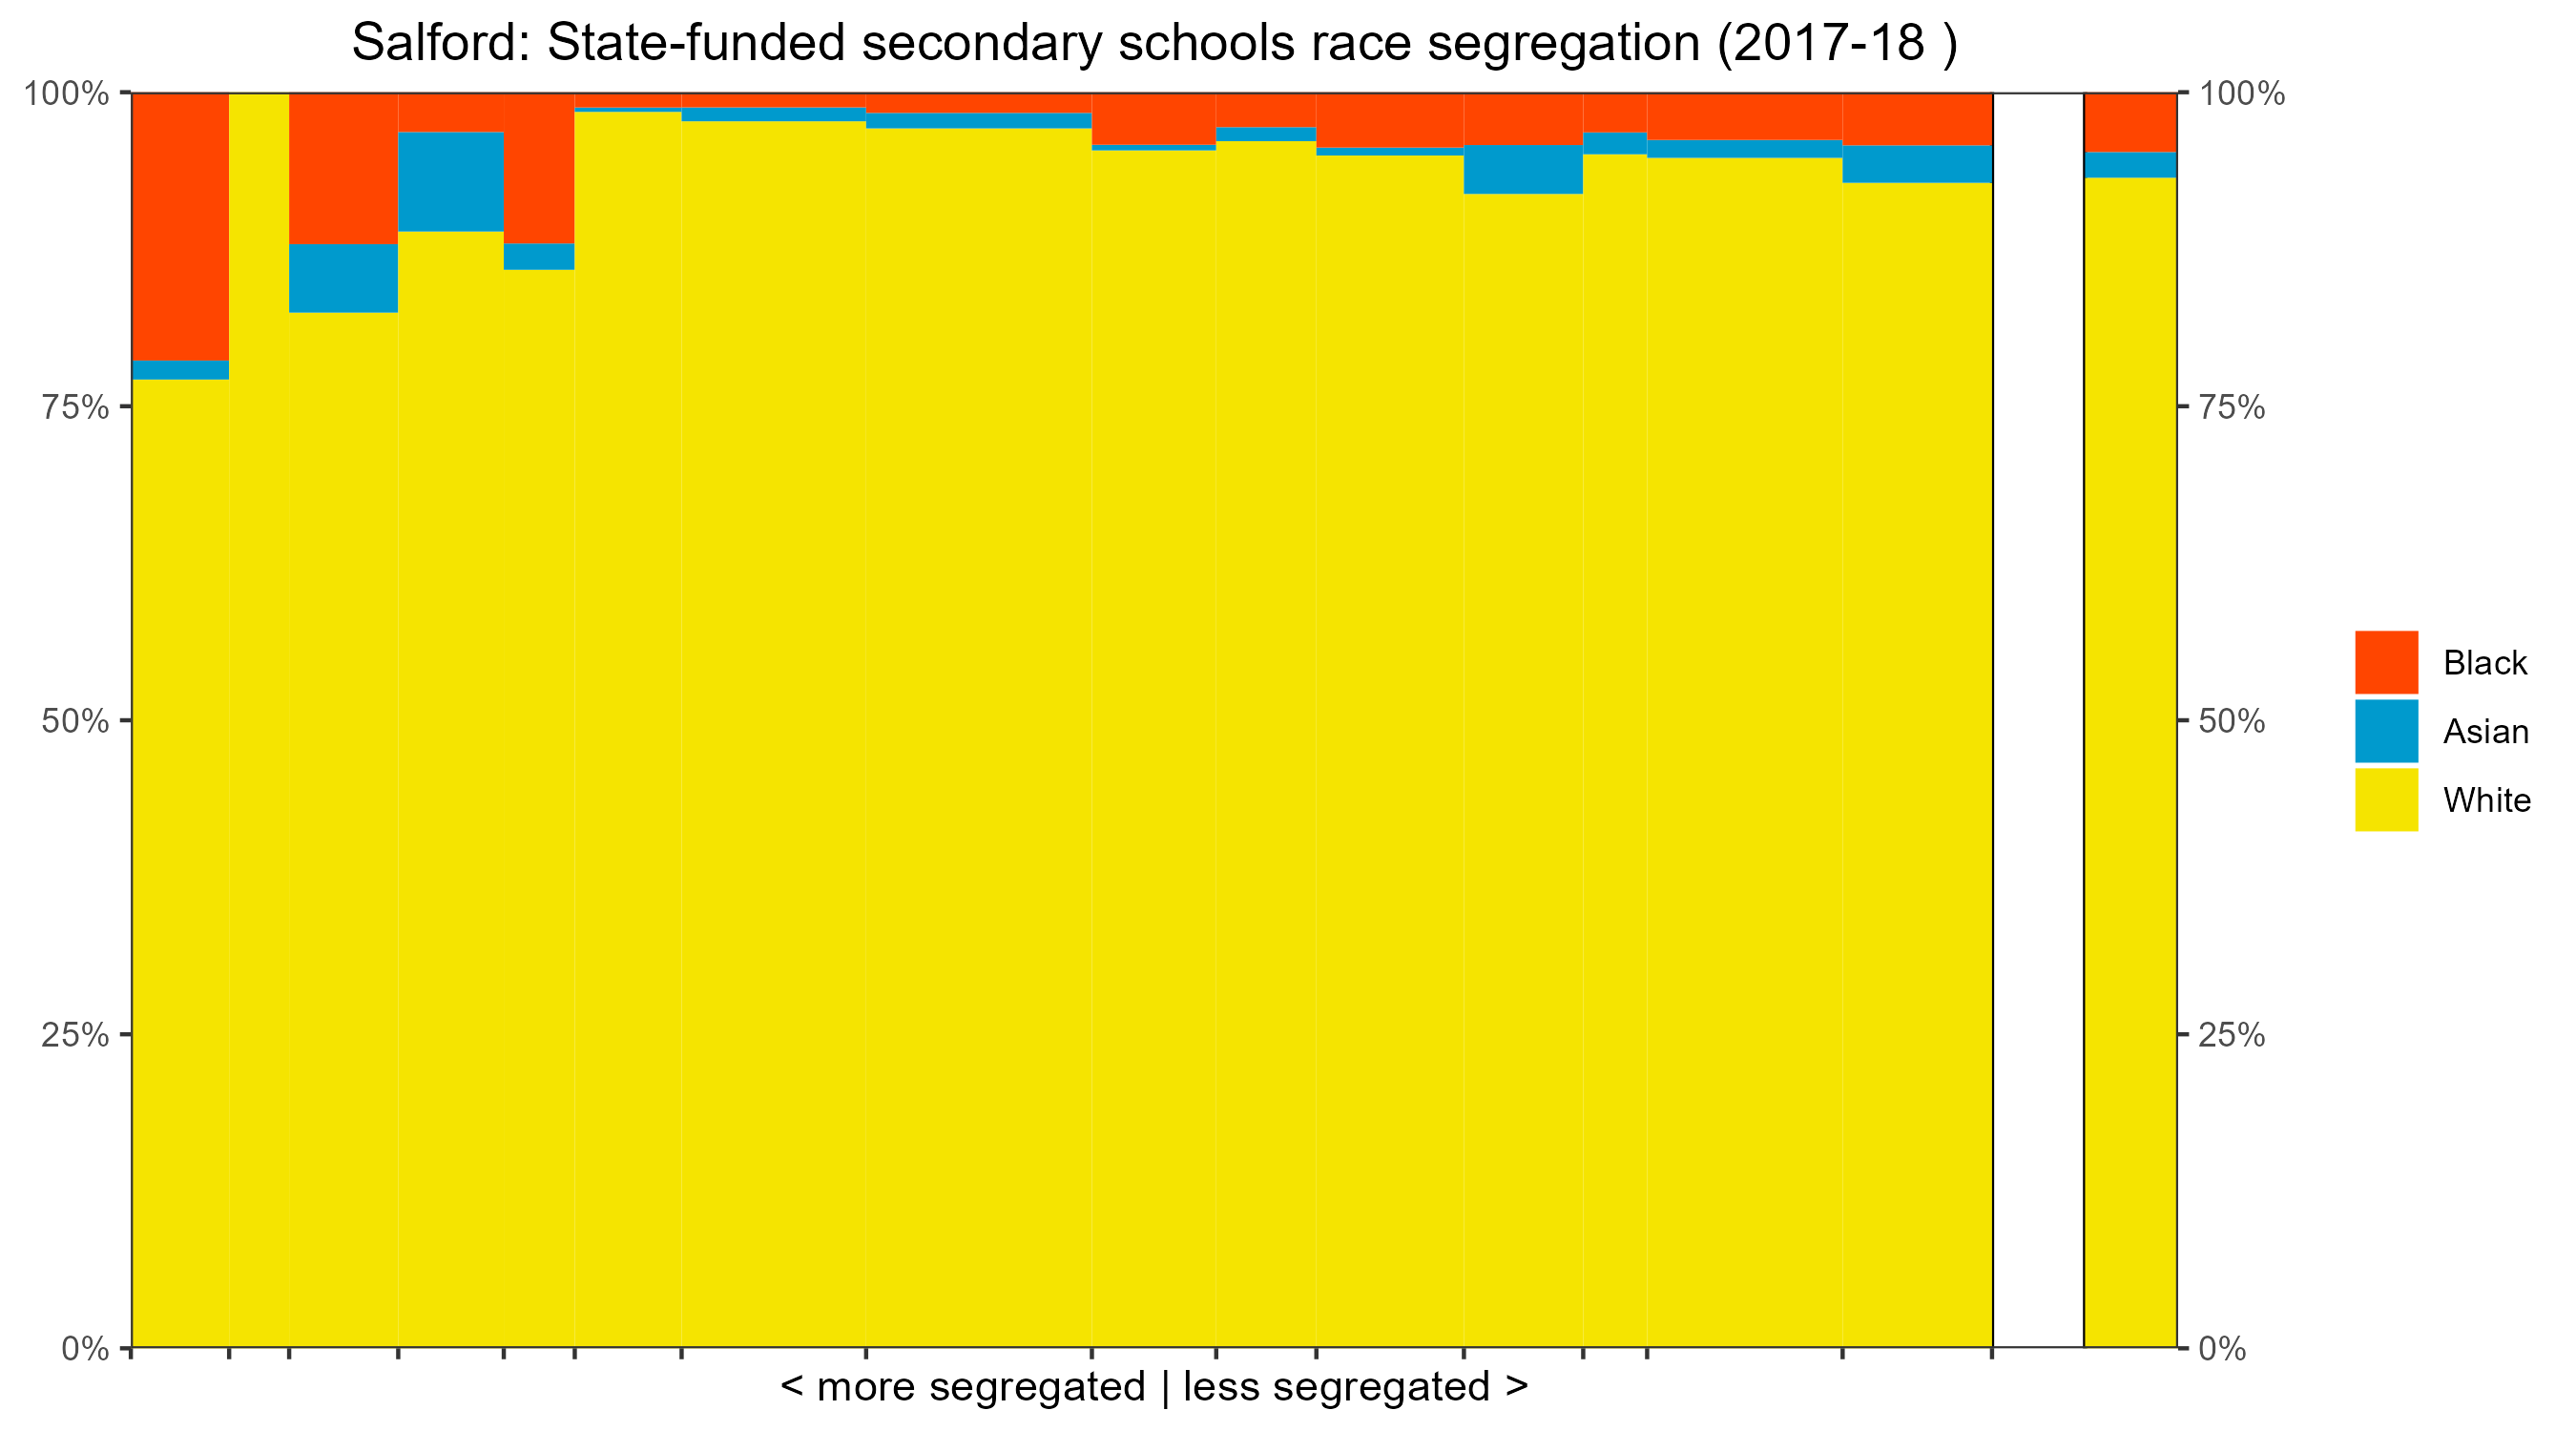 Salford: State-funded secondary schools race segregation (2017-18 )
100%
75%
50%
25%
0%
100%
75%
50%
25%
0%
Black
Asian
White
< more segregated | less segregated >